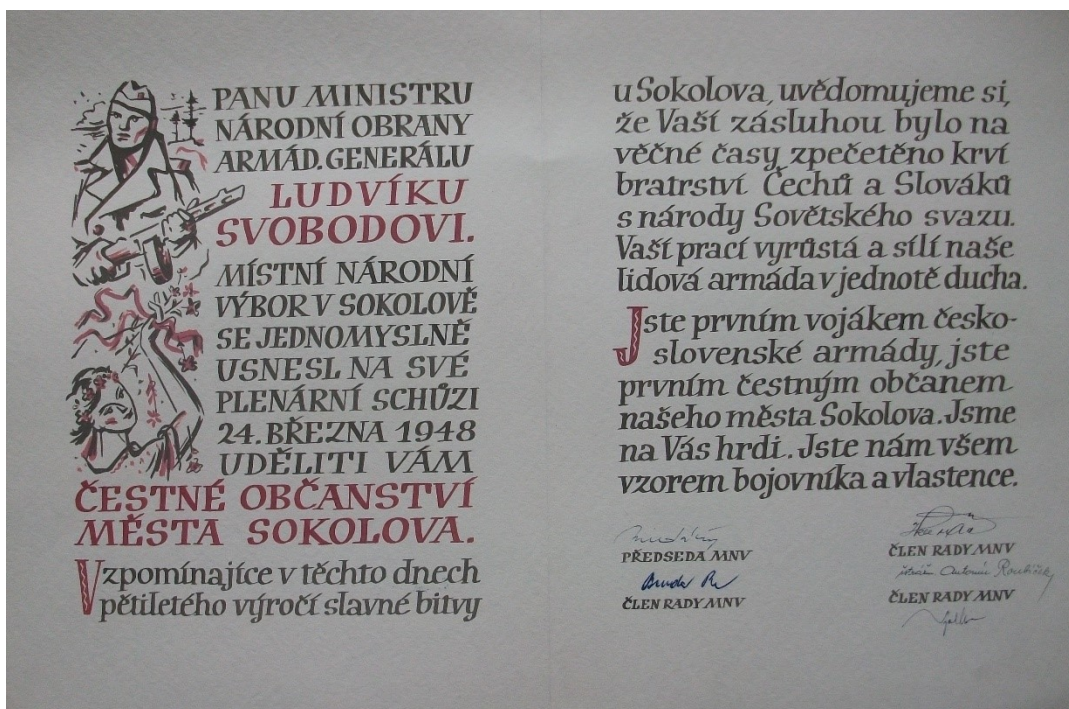 PANU MINISTRU
NÁRODNÍ OBRANY
ARMÁD. GENERÁLU
LUDVÍKU
SVOBODOVI.
MÍSTNÍ NÁRODNÍ
VÝBOR V SOKOLOVĚ
SE JEDNOMYSLNĚ
USNESL NA SVÉ
PLENÁRNÍ SCHŮZI
24. BŘEZNA 1948
UDĚLITI VÁM
ČESTNÉ OBČANSTVÍ
MĚSTA SOKOLOVA.
Vzpomínajíce v těchto dnech
pětiletého výročí slavné bitvy
u Sokolova, uvědomujeme si,
že Vaší zásluhou bylo na
věčné časy zpečetěno krví
bratrství Čechů a Slováků
s národy Sovětského svazu.
Vaší prací vyrůstá a sílí naše
lidová armáda v jednotě ducha.
Jste prvním vojákem česko-
slovenské armády, jste
prvním čestným občanem
našeho města Sokolova. Jsme
na Vás hrdi. Jste nám všem
vzorem bojovníka a vlastence.
PŘEDSEDA MNV
ČLEN RADY MNV
ČLEN RADY MNV
ČLEN RADY MNV